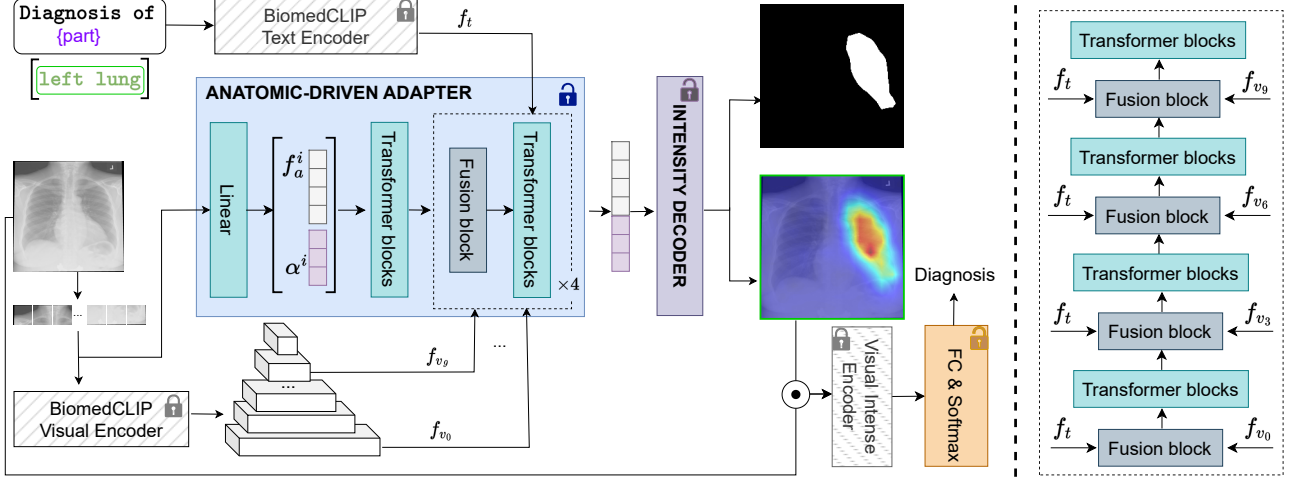 Diagnosis of
{part}
[left lung]
BiomedCLIP
Text Encoder
f_t
ANATOMIC-DRIVEN ADAPTER
Linear
f_a^i
α^i
Transformer blocks
Fusion block
Transformer blocks
×4
INTENSITY DECODER
...
BiomedCLIP
Visual Encoder
...
f_{v_9}
...
f_{v_0}
Diagnosis
Visual Intense
Encoder
FC & Softmax
Transformer blocks
f_t
Fusion block
f_{v_9}
Transformer blocks
f_t
Fusion block
f_{v_6}
Transformer blocks
f_t
Fusion block
f_{v_3}
Transformer blocks
f_t
Fusion block
f_{v_0}